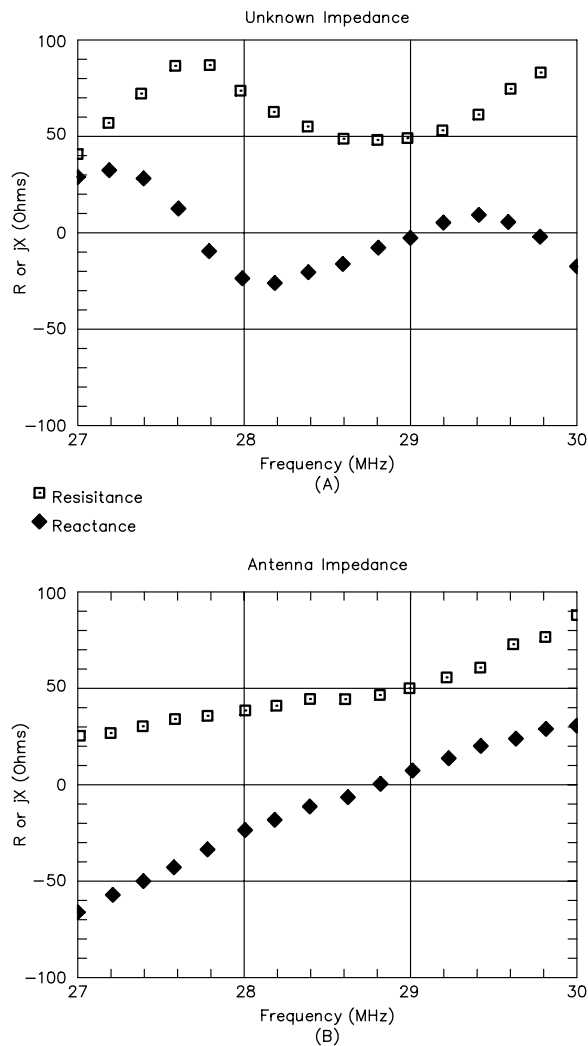 Unknown Impedance
100
50
0
−50
−100
R or jX (Ohms)
27 28 29 30
Frequency (MHz)
(A)
Resisitance
Reactance
Antenna Impedance
100
50
0
−50
−100
R or jX (Ohms)
27 28 29 30
Frequency (MHz)
(B)